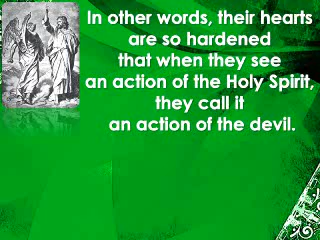 In other words, their hearts
are so hardened
that when they see
an action of the Holy Spirit,
they call it
an action of the devil.